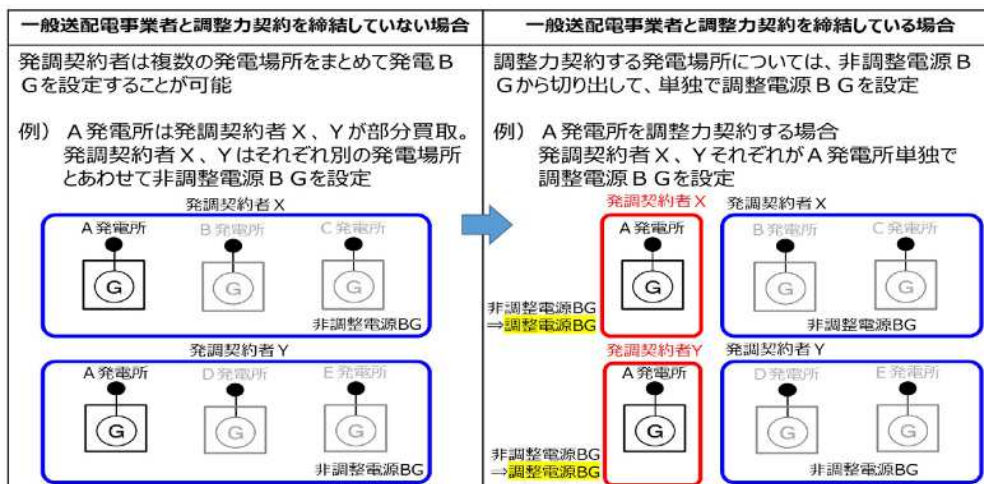 一般送配電事業者と調整力契約を締結していない場合
発調契約者は複数の発電場所をまとめて発電B
Gを設定することが可能
例） A発電所は発調契約者X、Yが部分買取。
発調契約者X、Yはそれぞれ別の発電場所
とあわせて非調整電源BGを設定
発調契約者X
A発電所 B発電所 C発電所
G G G
非調整電源BG
発調契約者Y
A発電所 D発電所 E発電所
G G G
非調整電源BG
一般送配電事業者と調整力契約を締結している場合
調整力契約する発電場所については、非調整電源B
Gから切り出して、単独で調整電源BGを設定
例） A発電所を調整力契約する場合
発調契約者X、YそれぞれがA発電所単独で
調整電源BGを設定
発調契約者X 発調契約者X
A発電所 B発電所 C発電所
G G G
非調整電源BG
⇒調整電源BG
非調整電源BG
発調契約者Y 発調契約者Y
A発電所 D発電所 E発電所
G G G
非調整電源BG
⇒調整電源BG
非調整電源BG